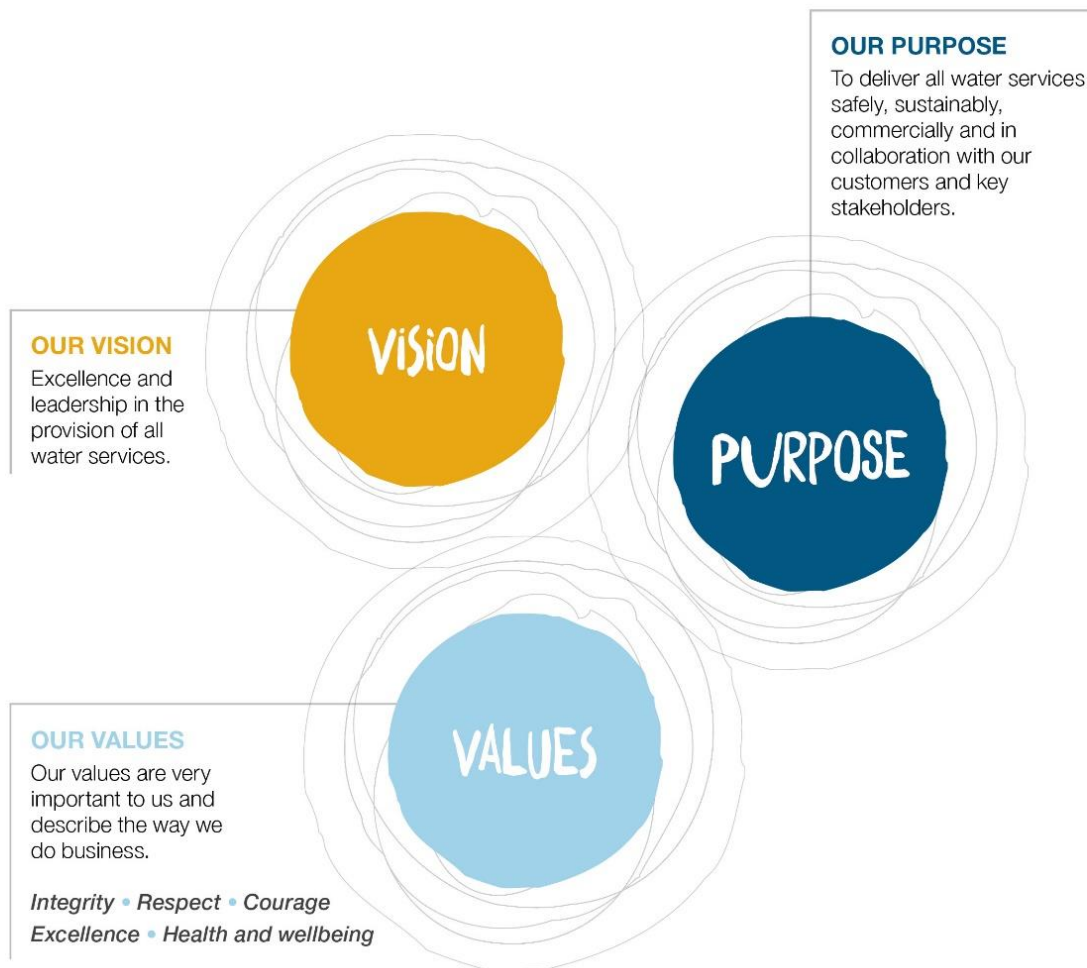 OUR PURPOSE
To deliver all water services
safely, sustainably,
commercially and in
collaboration with our
customers and key
stakeholders.
VISION
OUR VISION
Excellence and
leadership in the
provision of all
water services.
PURPOSE
OUR VALUES
Our values are very
important to us and
describe the way we
do business.
Integrity • Respect • Courage
Excellence • Health and wellbeing
VALUES